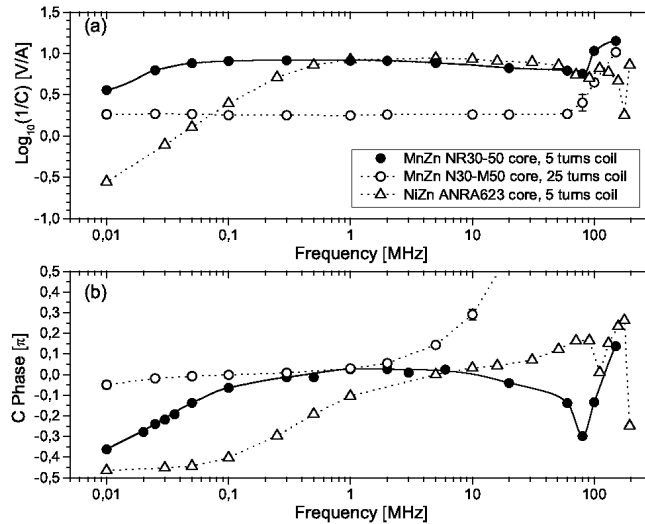 (a)
Log10(1/C) [V/A]
1,5
1,0
0,5
0,0
-0,5
-1,0
MnZn NR30-50 core, 5 turns coil
MnZn N30-M50 core, 25 turns coil
NiZn ANRA623 core, 5 turns coil
0,01 0,1 1 10 100
Frequency [MHz]
(b)
C Phase [π]
0,5
0,4
0,3
0,2
0,1
0,0
-0,1
-0,2
-0,3
-0,4
-0,5
0,01 0,1 1 10 100
Frequency [MHz]